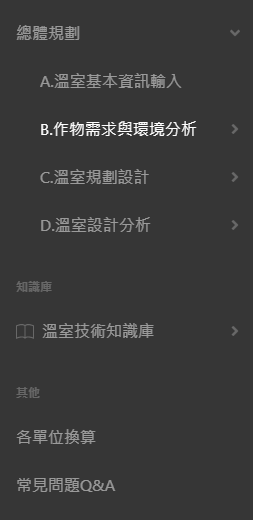 總體規劃
A.溫室基本資訊輸入
B.作物需求與環境分析
C.溫室規劃設計
D.溫室設計分析
知識庫
溫室技術知識庫
其他
各單位換算
常見問題Q&A